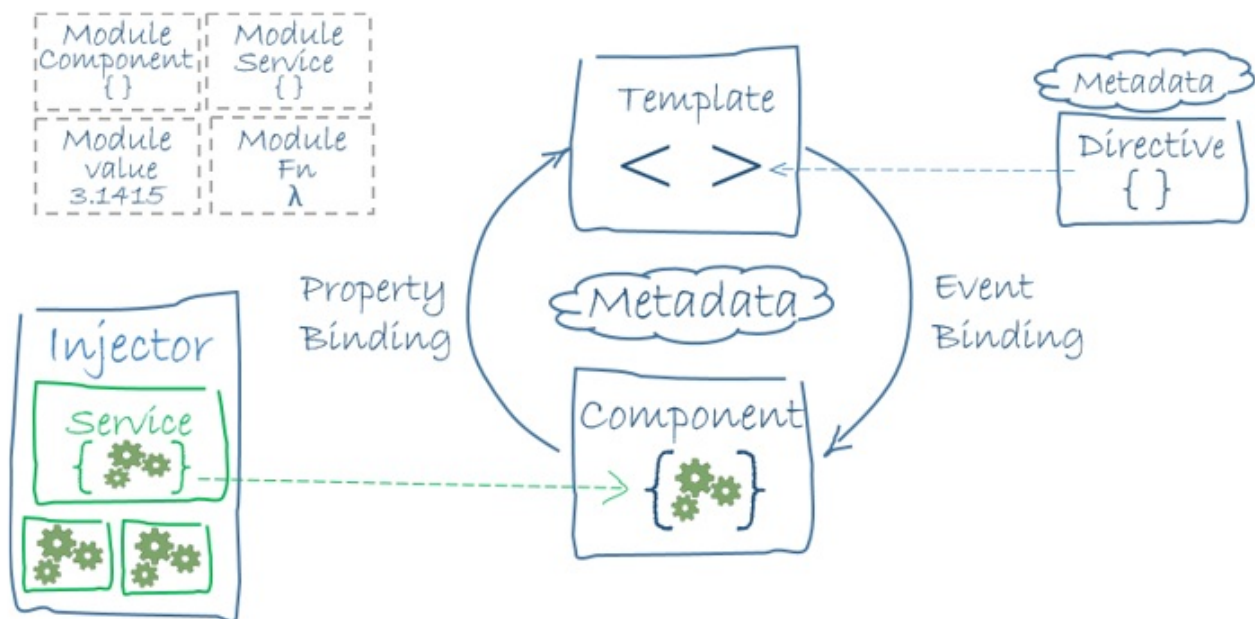 Module
Component
{ }
Module
Service
{ }
Module
value
3.1415
Module
Fn
λ
Template
< >
Metadata
Directive
{ }
Property
Binding
Metadata
Event
Binding
Injector
Service
{ }
Component
{ }